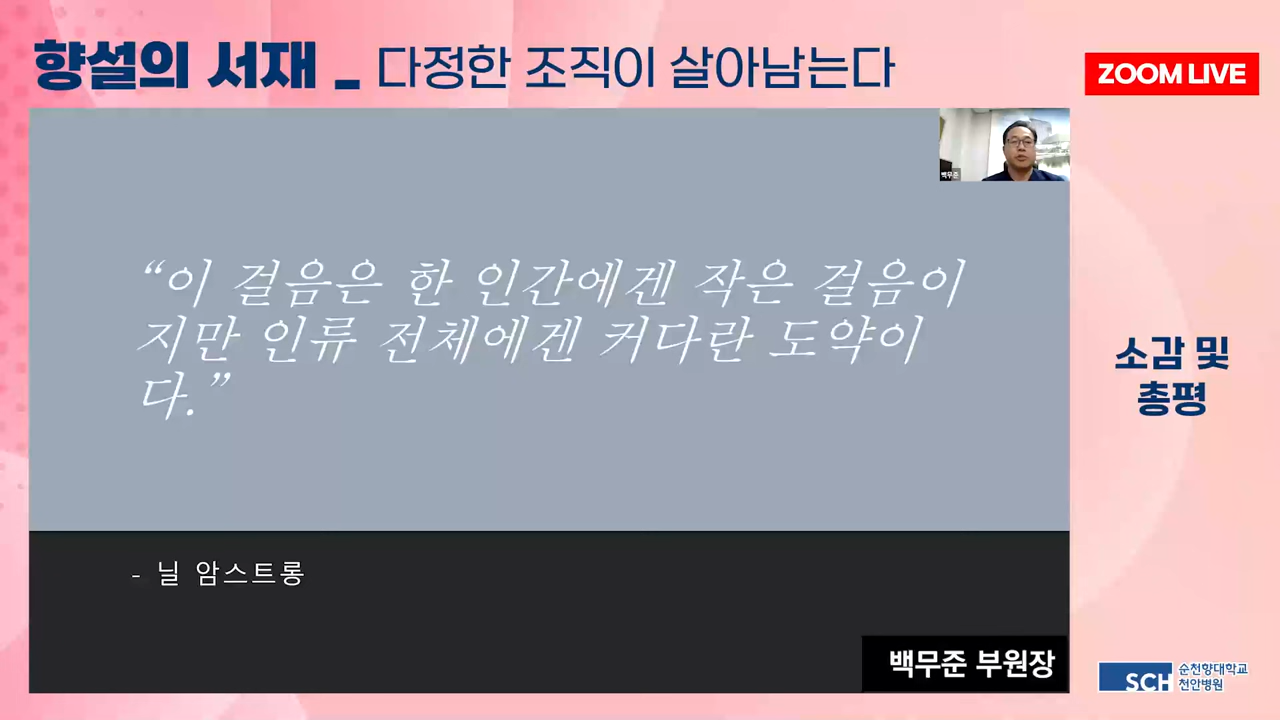 향설의 서재 _ 다정한 조직이 살아남는다
ZOOM LIVE
백무준
“이 걸음은 한 인간에겐 작은 걸음이
지만 인류 전체에겐 커다란 도약이
다.”
소감 및
총평
- 닐 암스트롱
백무준 부원장
SCH 순천향대학교
천안병원